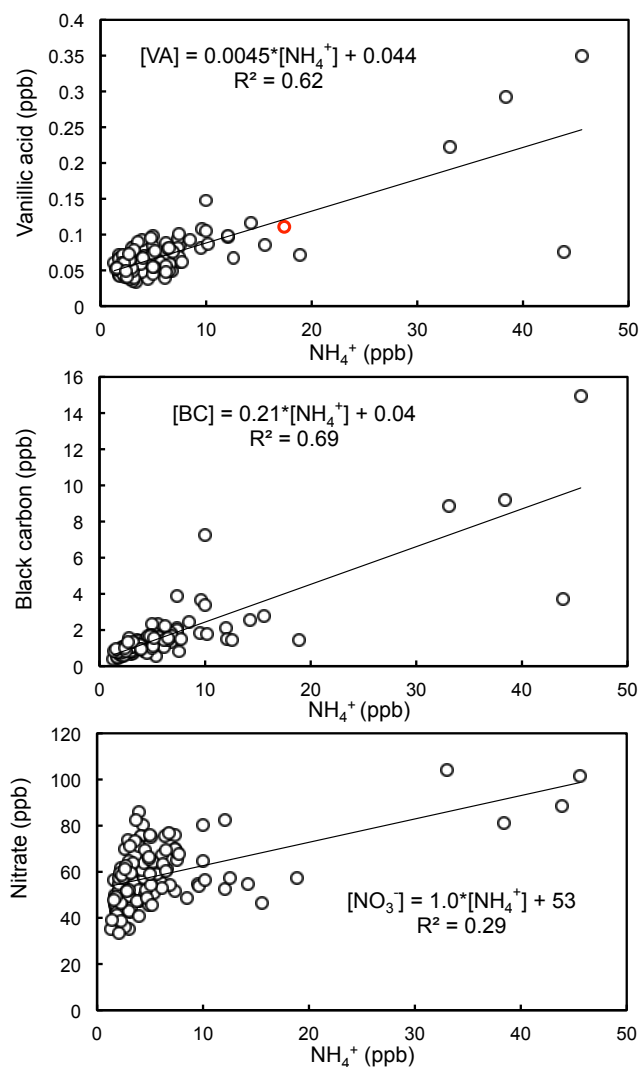 0.4
0.35
0.3
0.25
0.2
0.15
0.1
0.05
0
Vanillic acid (ppb)
[VA] = 0.0045*[NH₄⁺] + 0.044
R² = 0.62
0 10 20 30 40 50
NH₄⁺ (ppb)
16
14
12
10
8
6
4
2
0
Black carbon (ppb)
[BC] = 0.21*[NH₄⁺] + 0.04
R² = 0.69
0 10 20 30 40 50
NH₄⁺ (ppb)
120
100
80
60
40
20
0
Nitrate (ppb)
[NO₃⁻] = 1.0*[NH₄⁺] + 53
R² = 0.29
0 10 20 30 40 50
NH₄⁺ (ppb)